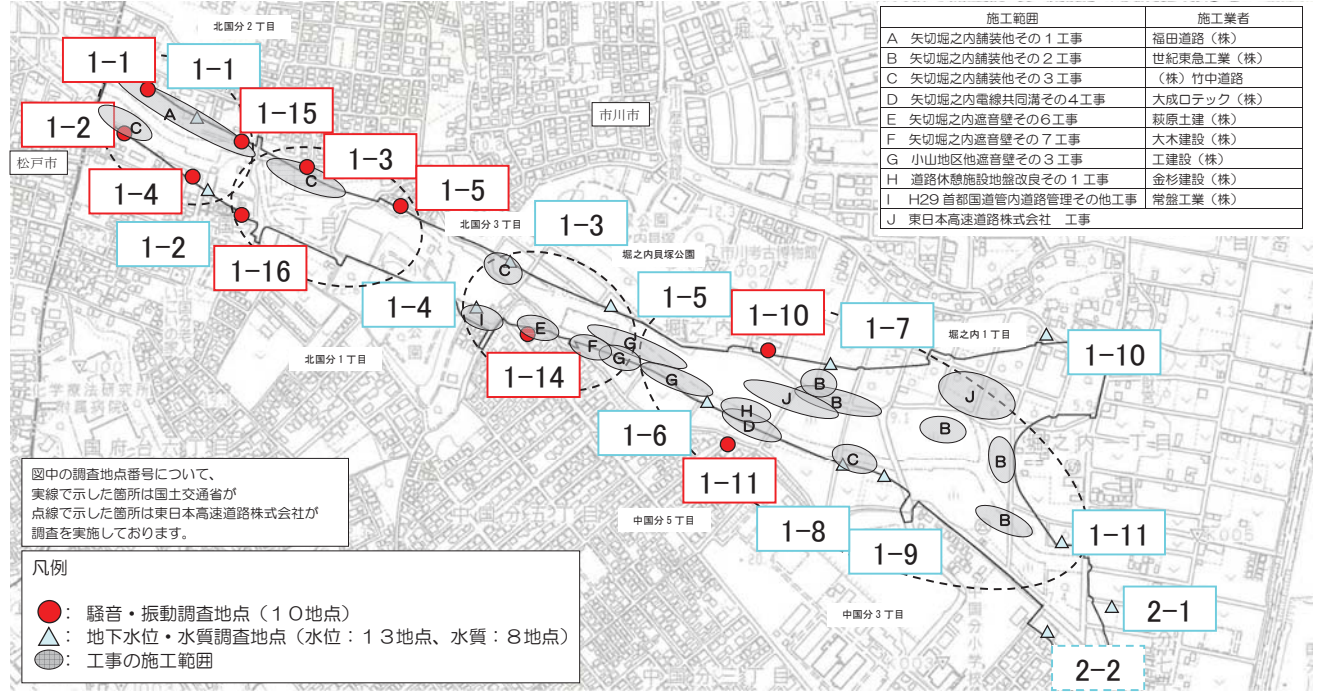 北国分2丁目
1-1
1-1
1-15
1-2
松戸市
1-3
1-5
1-4
1-2
1-16
A
C
C
市川市
施工範囲 施工業者
A 矢切堀之内舗装他その1工事 福田道路（株）
B 矢切堀之内舗装他その2工事 世紀東急工業（株）
C 矢切堀之内舗装他その3工事 （株）竹中道路
D 矢切堀之内電線共同溝その4工事 大成ロテック（株）
E 矢切堀之内遮音壁その6工事 萩原土建（株）
F 矢切堀之内遮音壁その7工事 大木建設（株）
G 小山地区他遮音壁その3工事 工建設（株）
H 道路休憩施設地盤改良その1工事 金杉建設（株）
I H29首都国道管内道路管理その他工事 常盤工業（株）
J 東日本高速道路株式会社 工事
北国分3丁目
1-3
堀之内貝塚公園
1-4
1-5
1-10
1-7
堀之内1丁目
1-10
北国分1丁目
C
I
E
F
G
G
G
1-14
J
B
B
J
H
D
B
B
C
B
1-6
1-11
中国分5丁目
1-8
1-9
1-11
2-1
中国分3丁目
2-2
図中の調査地点番号について、
実線で示した箇所は国土交通省が
点線で示した箇所は東日本高速道路株式会社が
調査を実施しております。
凡例
： 騒音・振動調査地点（10地点）
： 地下水位・水質調査地点（水位：13地点、水質：8地点）
： 工事の施工範囲